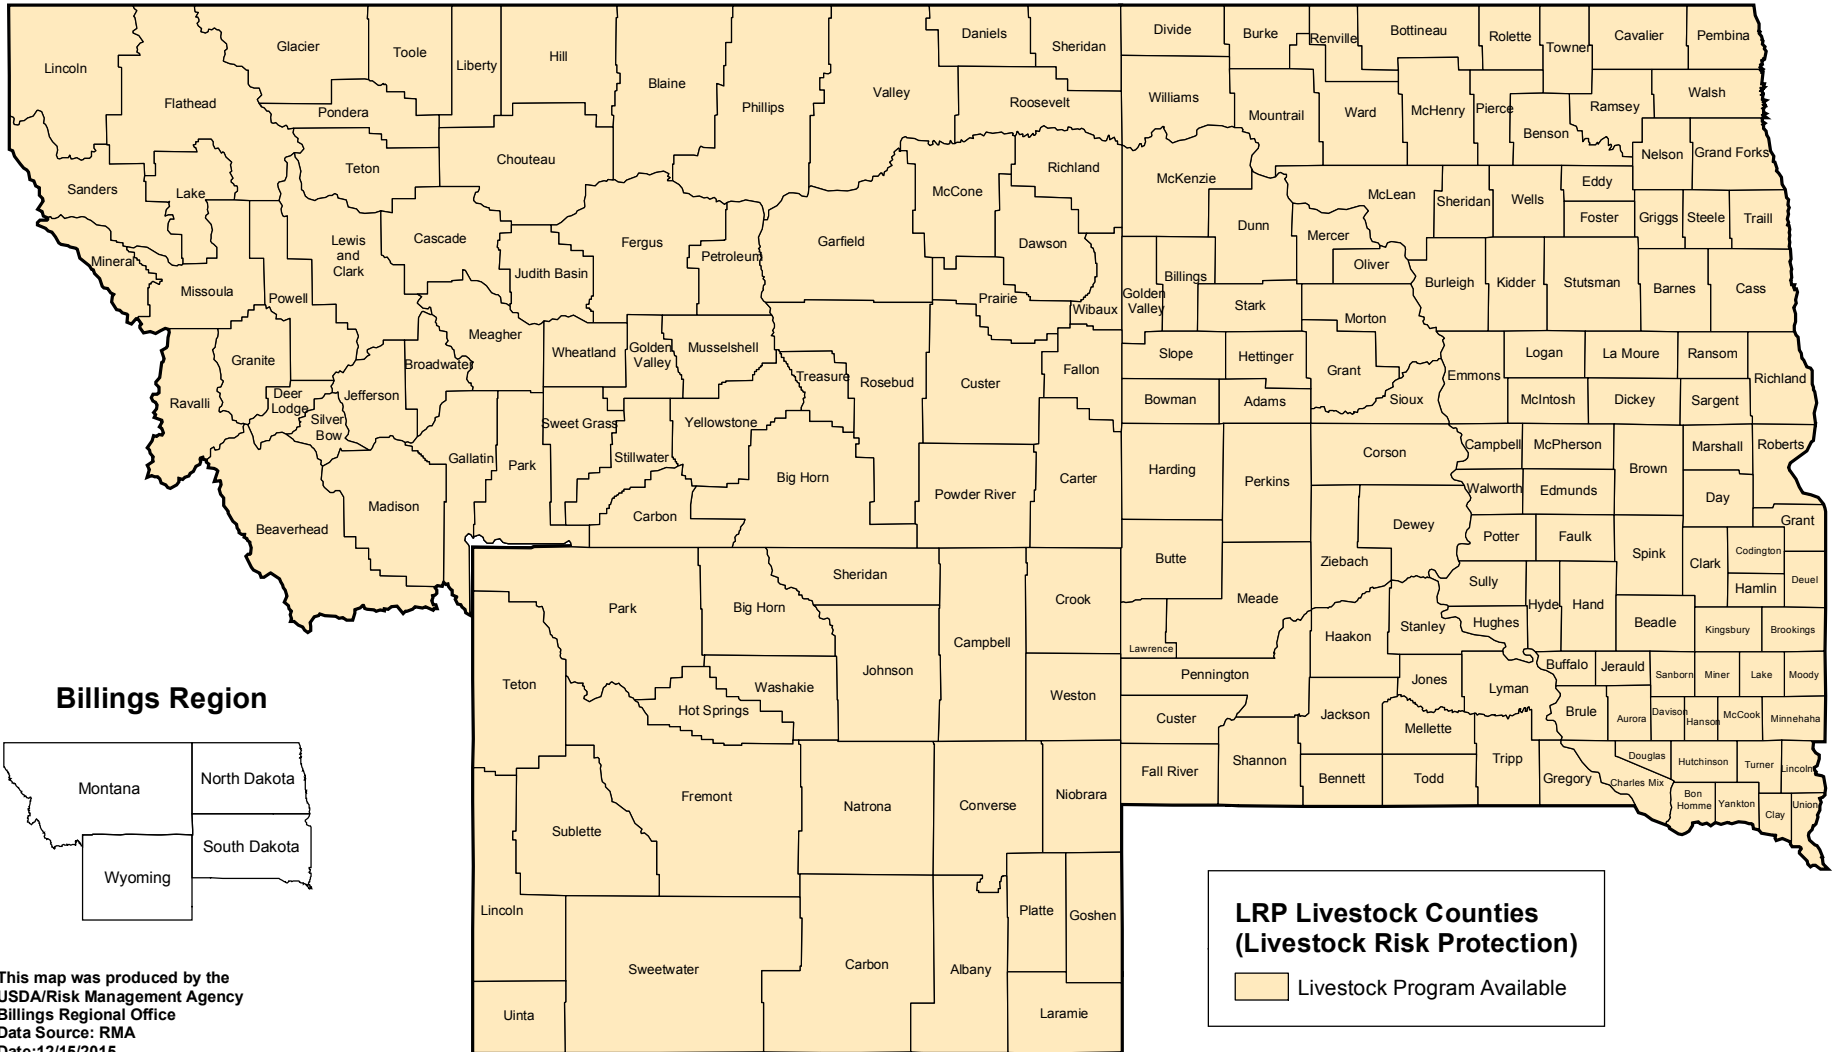 Lincoln
Flathead
Glacier
Toole
Liberty
Hill
Blaine
Phillips
Valley
Daniels
Sheridan
Roosevelt
Pondera
Teton
Chouteau
Sanders
Lake
Mineral
Missoula
Powell
Lewis
and
Clark
Cascade
Judith Basin
Fergus
Petroleum
Garfield
McCone
Richland
Dawson
Prairie
Wibaux
Ravalli
Granite
Deer
Lodge
Silver
Bow
Jefferson
Broadwater
Meagher
Wheatland
Golden
Valley
Musselshell
Treasure
Rosebud
Custer
Fallon
Beaverhead
Madison
Gallatin
Park
Sweet Grass
Stillwater
Carbon
Yellowstone
Big Horn
Powder River
Carter
Divide
Burke
Renville
Bottineau
Rolette
Towner
Cavalier
Pembina
Williams
Mountrail
Ward
McHenry
Pierce
Benson
Ramsey
Walsh
Nelson
Grand Forks
McKenzie
McLean
Sheridan
Wells
Eddy
Foster
Griggs
Steele
Traill
Dunn
Mercer
Oliver
Golden
Valley
Billings
Stark
Morton
Burleigh
Kidder
Stutsman
Barnes
Cass
Slope
Hettinger
Grant
Sioux
Emmons
Logan
La Moure
Ransom
Richland
Bowman
Adams
McIntosh
Dickey
Sargent
Harding
Perkins
Corson
Campbell
McPherson
Brown
Marshall
Roberts
Walworth
Edmunds
Day
Grant
Butte
Meade
Ziebach
Dewey
Potter
Faulk
Spink
Clark
Codington
Hamlin
Deuel
Sully
Hyde
Hand
Beadle
Kingsbury
Brookings
Lawrence
Haakon
Stanley
Hughes
Pennington
Jones
Lyman
Buffalo
Jerauld
Sanborn
Miner
Lake
Moody
Custer
Jackson
Mellette
Brule
Aurora
Davison
Hanson
McCook
Minnehaha
Fall River
Shannon
Bennett
Todd
Tripp
Gregory
Charles Mix
Douglas
Hutchinson
Turner
Lincoln
Bon
Homme
Yankton
Clay
Union
Park
Big Horn
Sheridan
Crook
Teton
Johnson
Campbell
Weston
Washakie
Hot Springs
Fremont
Sublette
Natrona
Converse
Niobrara
Lincoln
Sweetwater
Carbon
Albany
Platte
Goshen
Uinta
Laramie
Billings Region
Montana
North Dakota
South Dakota
Wyoming
This map was produced by the
USDA/Risk Management Agency
Billings Regional Office
Data Source: RMA
Date:12/15/2015
LRP Livestock Counties
(Livestock Risk Protection)
Livestock Program Available